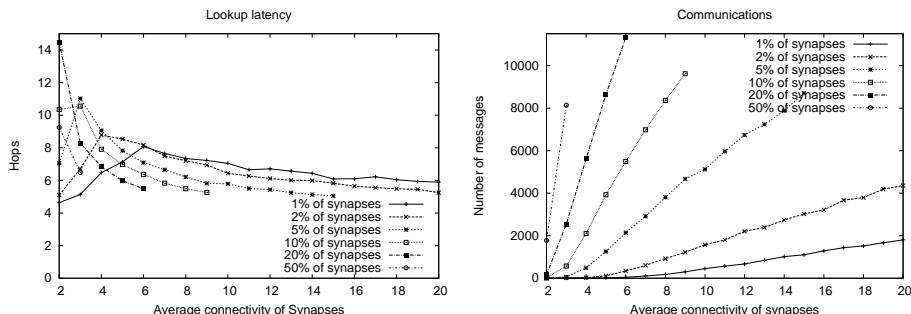 Lookup latency
14
12
10
8
6
4
2
0
Hops
1% of synapses
2% of synapses
5% of synapses
10% of synapses
20% of synapses
50% of synapses
2 4 6 8 10 12 14 16 18 20
Average connectivity of Synapses
Communications
10000
8000
6000
4000
2000
0
Number of messages
1% of synapses
2% of synapses
5% of synapses
10% of synapses
20% of synapses
50% of synapses
2 4 6 8 10 12 14 16 18 20
Average connectivity of synapses